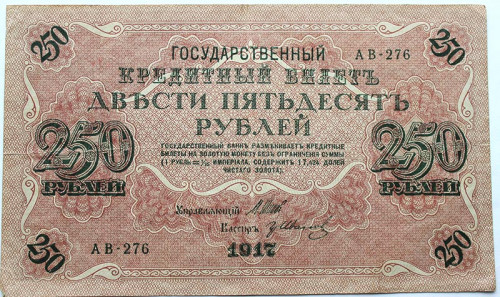 250 250
ГОСУДАРСТВЕННЫЙ АВ-276
КРЕДИТНЫЙ БИЛЕТЪ
ДВѢСТИ ПЯТЬДЕСЯТЪ
РУБЛЕЙ
250 РУБЛЕЙ
250 РУБЛЕЙ
ГОСУДАРСТВЕННЫЙ БАНК РАЗМѢНИВАЕТЪ КРЕДИТНЫЕ
БИЛЕТЫ НА ЗОЛОТУЮ МОНЕТУ БЕЗЪ ОГРАНИЧЕНІЯ СУММЫ
(1 РУБЛЬ = 1/15 ИМПЕРІАЛА, СОДЕРЖИТЪ 17,424 ДОЛЕЙ
ЧИСТАГО ЗОЛОТА).
Управляющій
Кассиръ
АВ-276 1917
250 250